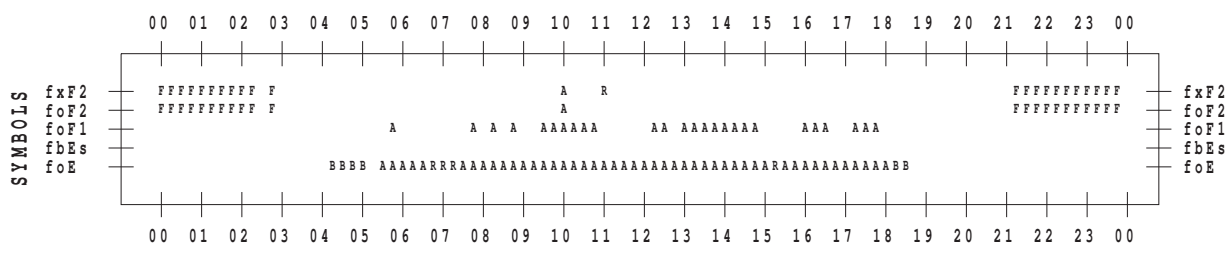 00 01 02 03 04 05 06 07 08 09 10 11 12 13 14 15 16 17 18 19 20 21 22 23 00
SYMBOLS
fxF2 FFFFFFFFFF F A R FFFFFFFFFFF fxF2
foF2 FFFFFFFFFF F A FFFFFFFFFFF foF2
foF1 A A A A AAAAAA AA AAAAAAAA AAA AAA foF1
fbEs fbEs
foE BBBB AAAAARRRAAAAAAAAAAAAAAAAAAAAAAAAAAAAAAARAAAAAAAAAAABB foE
00 01 02 03 04 05 06 07 08 09 10 11 12 13 14 15 16 17 18 19 20 21 22 23 00